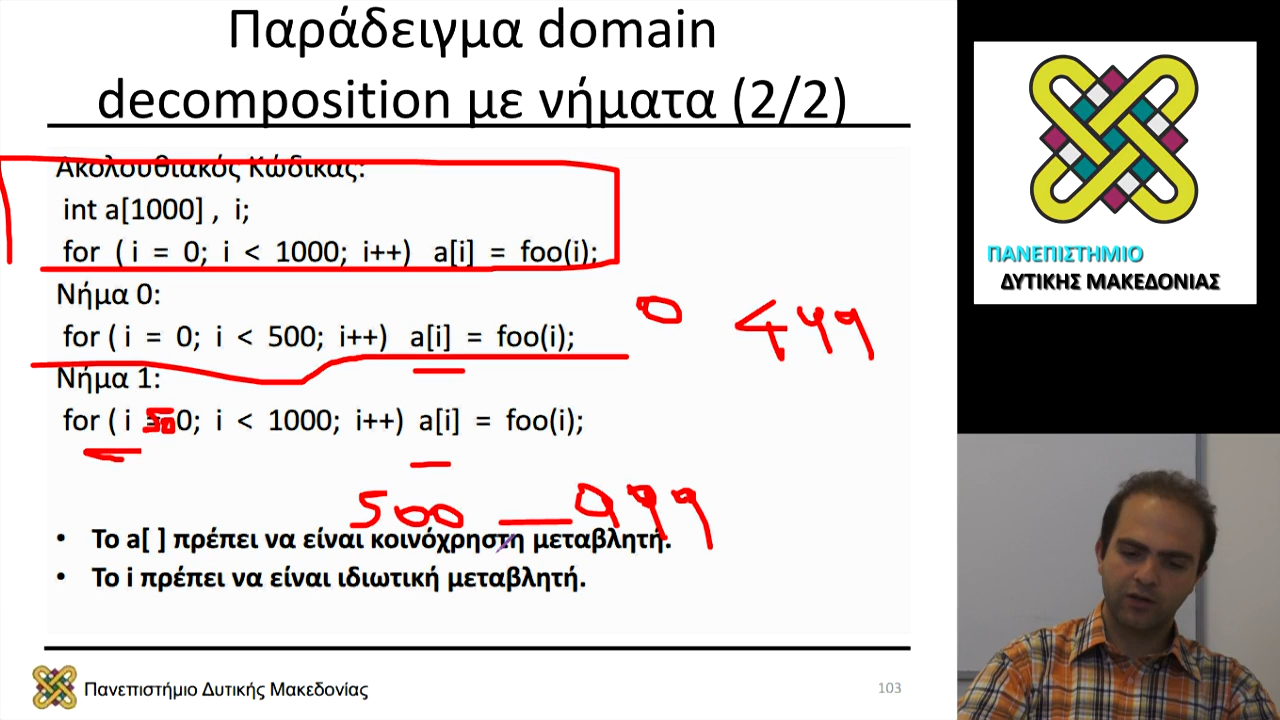 Παράδειγμα domain
decomposition με νήματα (2/2)
Ακολουθιακός Κώδικας:
int a[1000] , i;
for ( i = 0; i < 1000; i++) a[i] = foo(i);
Νήμα 0:
for ( i = 0; i < 500; i++) a[i] = foo(i);
0 499
Νήμα 1:
for ( i = 0; i < 1000; i++) a[i] = foo(i);
500 — 999
• Το a[ ] πρέπει να είναι κοινόχρηστη μεταβλητή.
• Το i πρέπει να είναι ιδιωτική μεταβλητή.
Πανεπιστήμιο Δυτικής Μακεδονίας
103
ΠΑΝΕΠΙΣΤΗΜΙΟ
ΔΥΤΙΚΗΣ ΜΑΚΕΔΟΝΙΑΣ